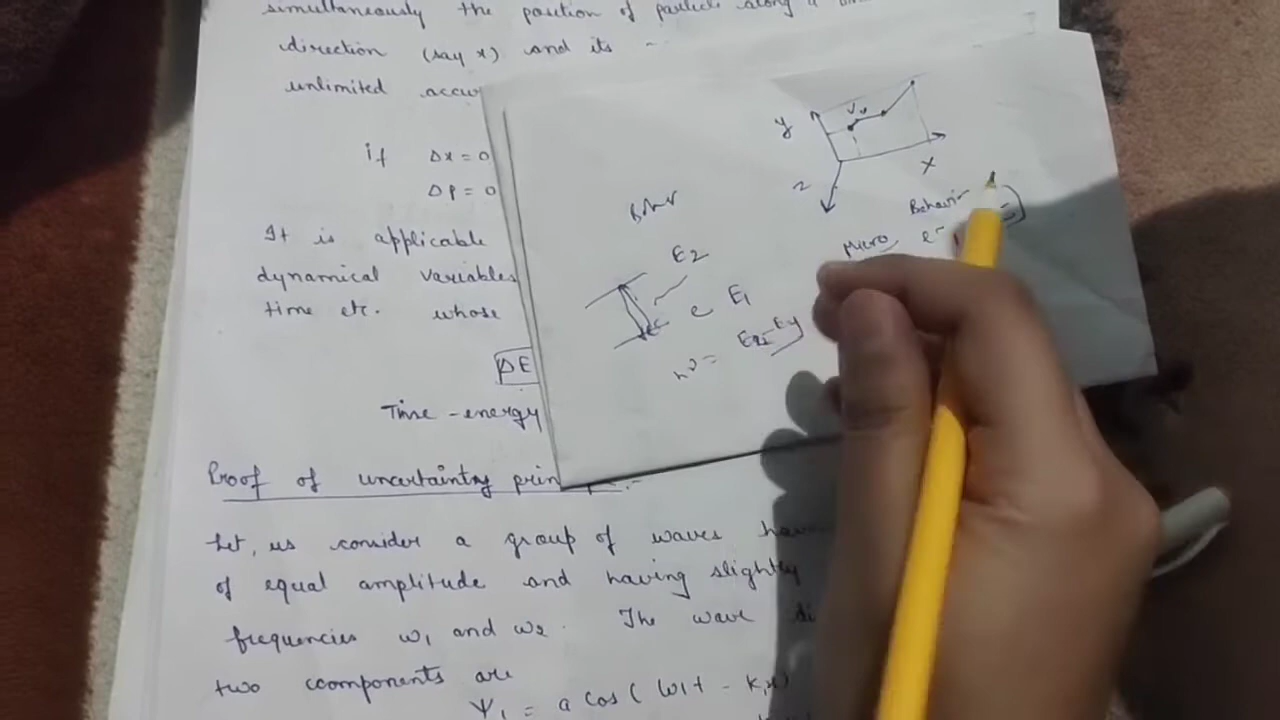 simultaneously the position of particle along a
direction (say x) and its
unlimited accu
if Δx = 0
Δp = 0
It is applicable
dynamical variables
time etc. whose
ΔE
Time - energy
Proof of uncertainty prin
Let, us consider a group of waves
of equal amplitude and having slightly
frequencies ω1 and ω2. The wave
two ccomponents are
Ψ1 = a cos (ω1t - k1x)
y
x
z
Behavior
Micro e-
Bhr
E2
e E1